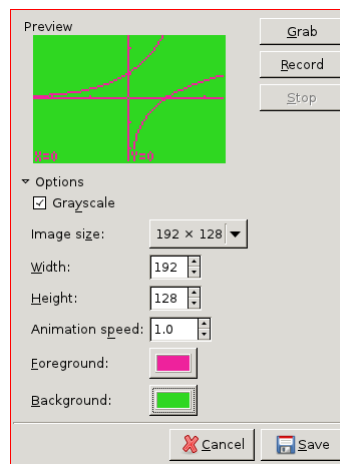 Preview
Grab
Record
Stop
X=0 Y=0
Options
Grayscale
Image size: 192 × 128
Width: 192
Height: 128
Animation speed: 1.0
Foreground:
Background:
Cancel Save